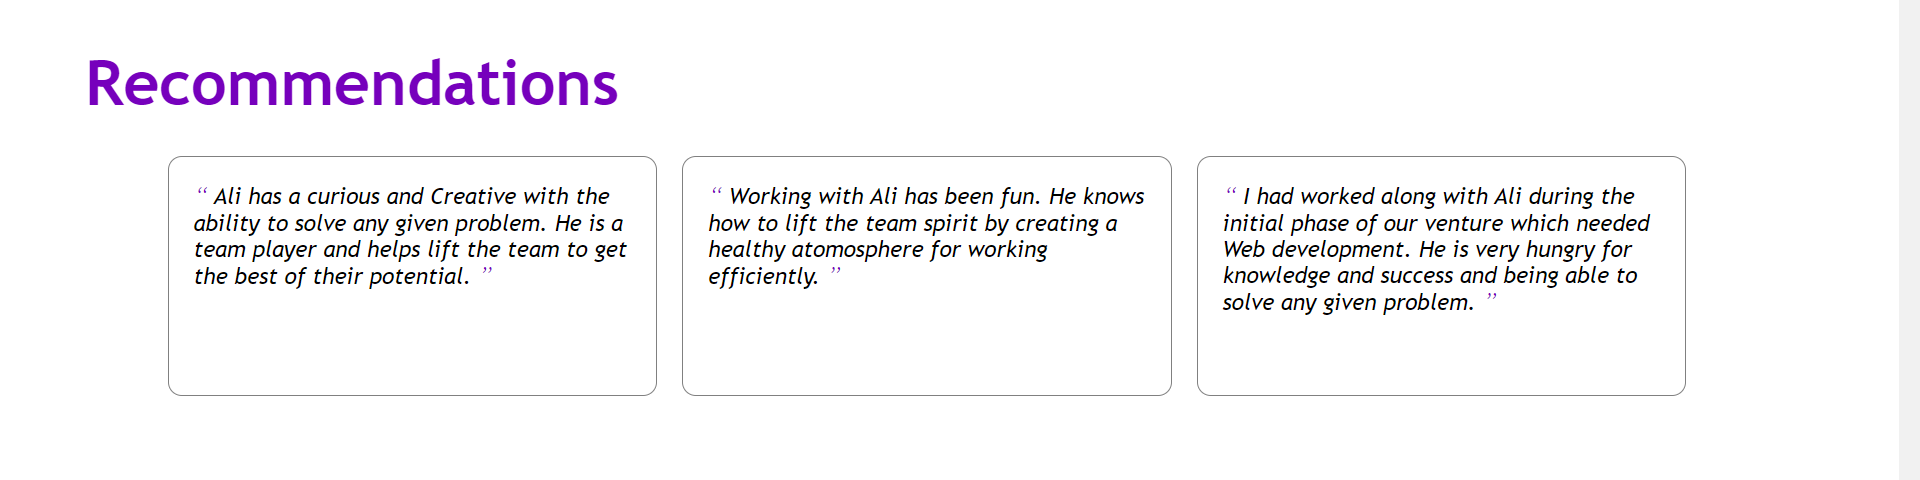 Recommendations
“ Ali has a curious and Creative with the
ability to solve any given problem. He is a
team player and helps lift the team to get
the best of their potential. ”
“ Working with Ali has been fun. He knows
how to lift the team spirit by creating a
healthy atomosphere for working
efficiently. ”
“ I had worked along with Ali during the
initial phase of our venture which needed
Web development. He is very hungry for
knowledge and success and being able to
solve any given problem. ”